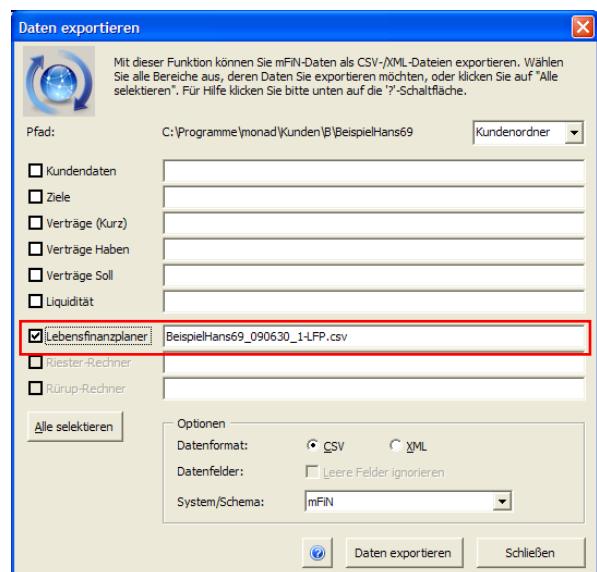 Daten exportieren
Mit dieser Funktion können Sie mFiN-Daten als CSV-/XML-Dateien exportieren. Wählen
Sie alle Bereiche aus, deren Daten Sie exportieren möchten, oder klicken Sie auf "Alle
selektieren". Für Hilfe klicken Sie bitte unten auf die '?'-Schaltfläche.
Pfad: C:\Programme\monad\Kunden\B\BeispielHans69 Kundenordner
Kundendaten
Ziele
Verträge (Kurz)
Verträge Haben
Verträge Soll
Liquidität
Lebensfinanzplaner BeispielHans69_090630_1-LFP.csv
Riester-Rechner
Rürup-Rechner
Alle selektieren
Optionen
Datenformat: CSV XML
Datenfelder: Leere Felder ignorieren
System/Schema: mFiN
? Daten exportieren Schließen